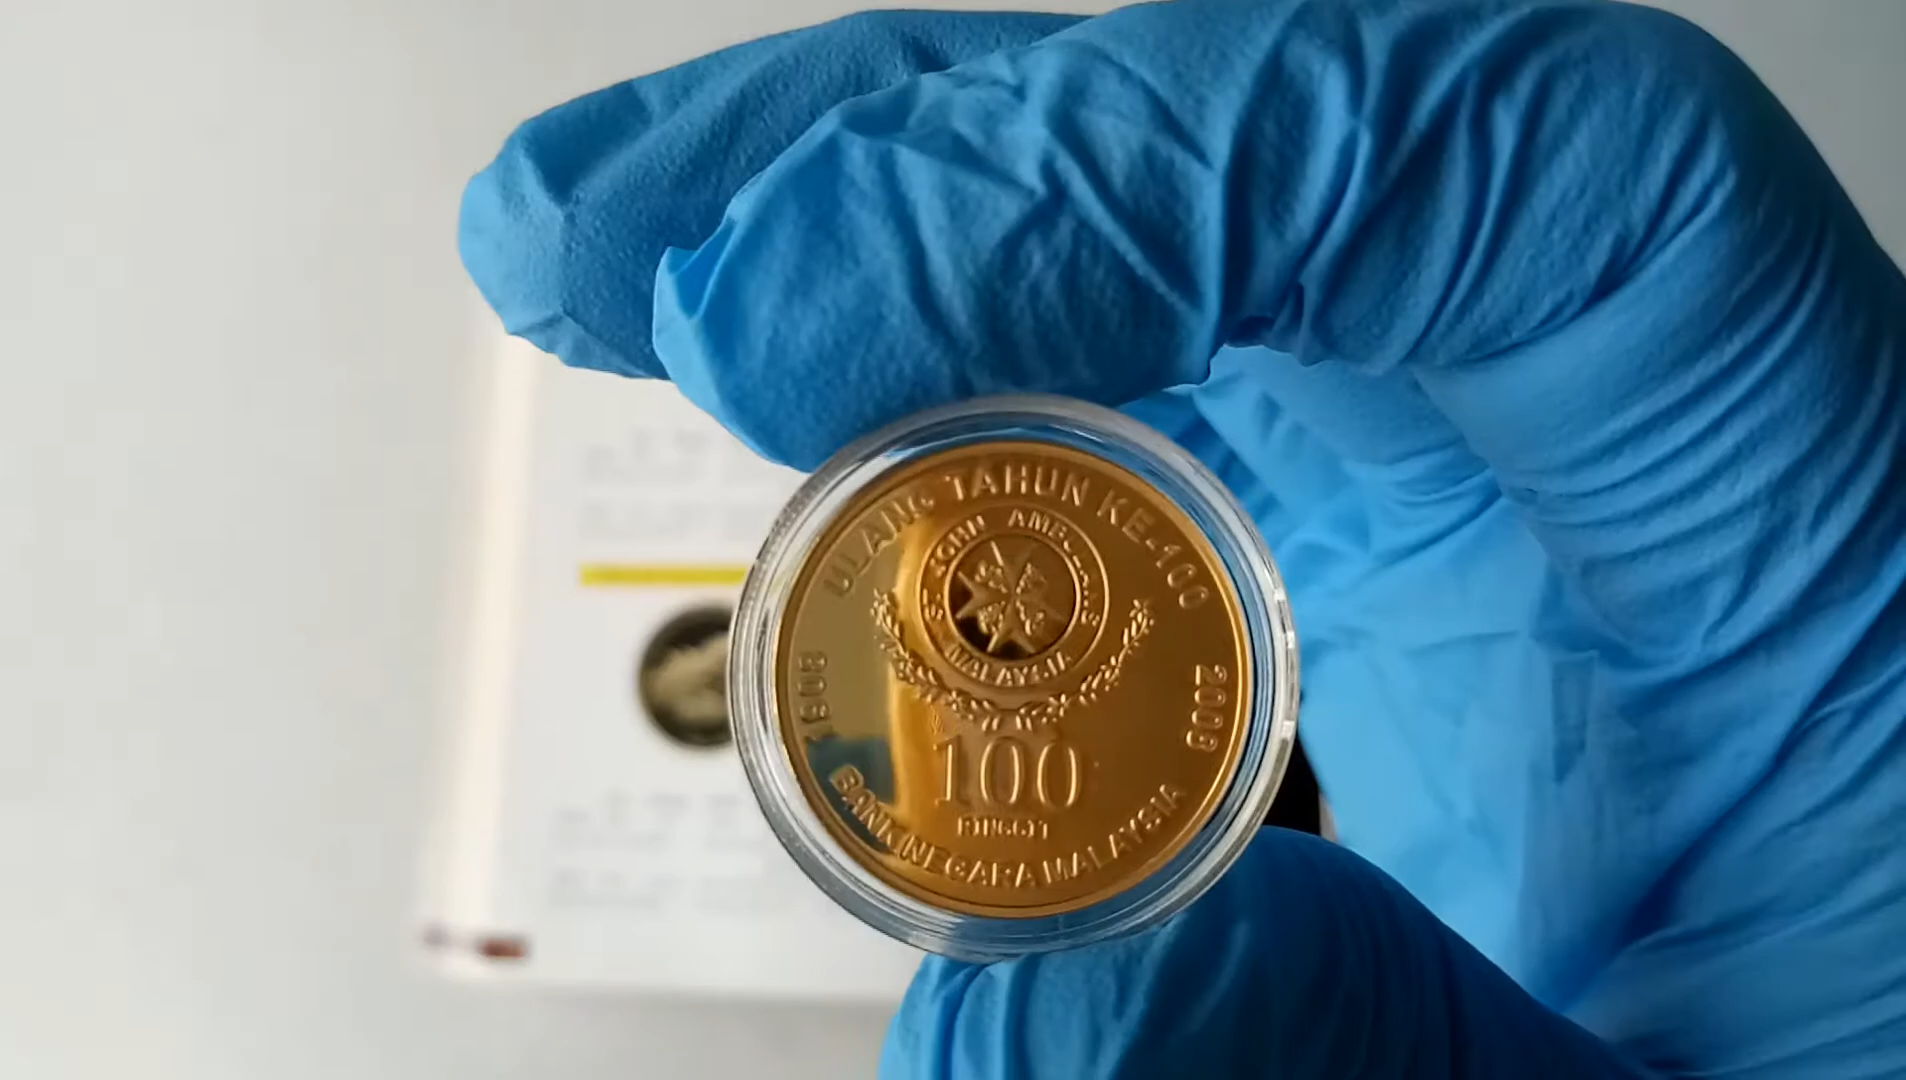 ULANG TAHUN KE-100
ST JOHN AMBULANS
MALAYSIA
1908
2008
100
RINGGIT
BANK NEGARA MALAYSIA